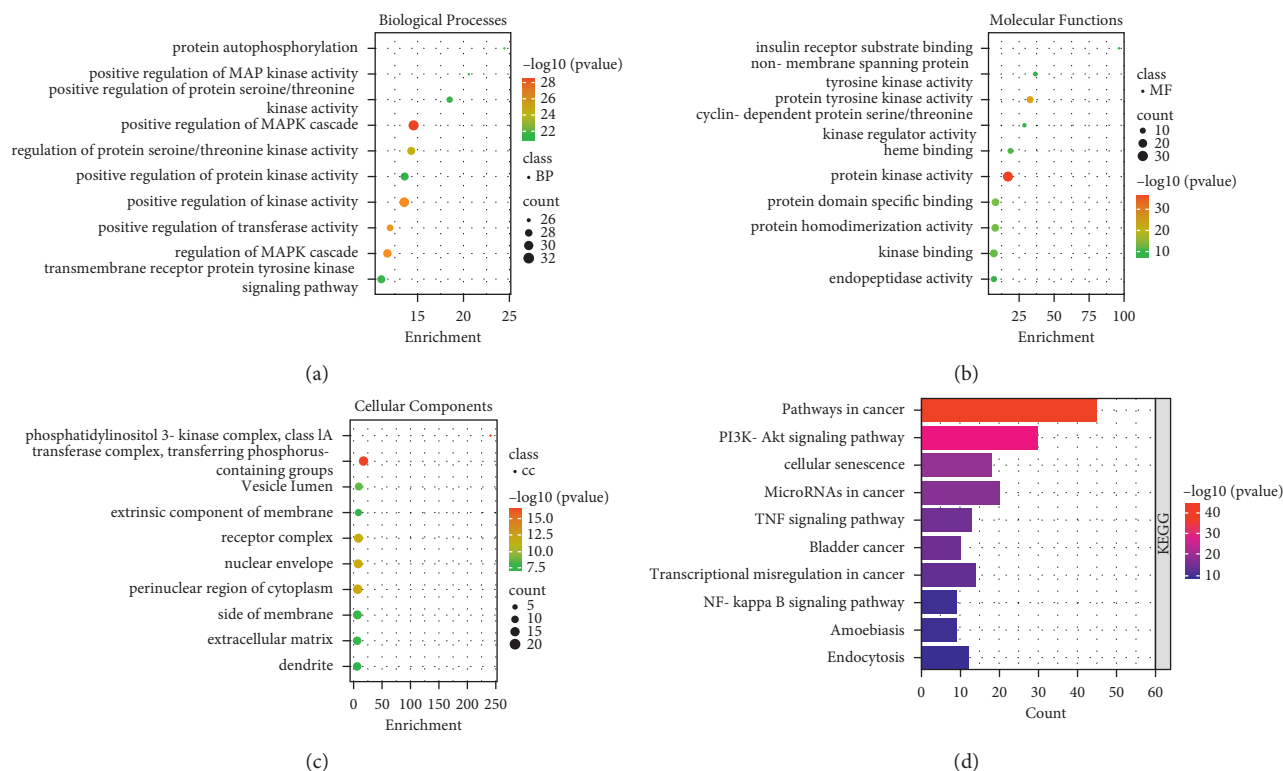 Biological Processes
protein autophosphorylation
positive regulation of MAP kinase activity
positive regulation of protein seroine/threonine
kinase activity
positive regulation of MAPK cascade
regulation of protein seroine/threonine kinase activity
positive regulation of protein kinase activity
positive regulation of kinase activity
positive regulation of transferase activity
regulation of MAPK cascade
transmembrane receptor protein tyrosine kinase
signaling pathway
15 20 25
Enrichment
−log10 (pvalue)
28
26
24
22
class
BP
count
26
28
30
32
(a)
Molecular Functions
insulin receptor substrate binding
non- membrane spanning protein
tyrosine kinase activity
protein tyrosine kinase activity
cyclin- dependent protein serine/threonine
kinase regulator activity
heme binding
protein kinase activity
protein domain specific binding
protein homodimerization activity
kinase binding
endopeptidase activity
25 50 75 100
Enrichment
class
MF
count
10
20
30
−log10 (pvalue)
30
20
10
(b)
Cellular Components
phosphatidylinositol 3- kinase complex, class lA
transferase complex, transferring phosphorus-
containing groups
Vesicle Iumen
extrinsic component of membrane
receptor complex
nuclear envelope
perinuclear region of cytoplasm
side of membrane
extracellular matrix
dendrite
0 50 100 150 200 250
Enrichment
class
cc
−log10 (pvalue)
15.0
12.5
10.0
7.5
count
5
10
15
20
(c)
Pathways in cancer
PI3K- Akt signaling pathway
cellular senescence
MicroRNAs in cancer
TNF signaling pathway
Bladder cancer
Transcriptional misregulation in cancer
NF- kappa B signaling pathway
Amoebiasis
Endocytosis
0 10 20 30 40 50 60
Count
KEGG
−log10 (pvalue)
40
30
20
10
(d)